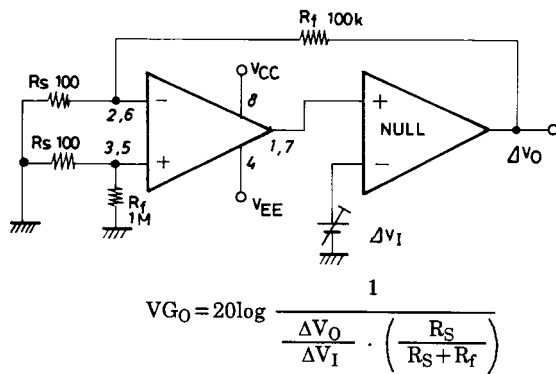 Rf 100k
VCC
Rs 100
8
2,6
−
+
NULL
1,7
ΔVO
Rs 100
3,5
+
4
−
Rf
1M
VEE
ΔVI
VGO=20log 1 / (ΔVO/ΔVI · (RS/(RS+Rf)))